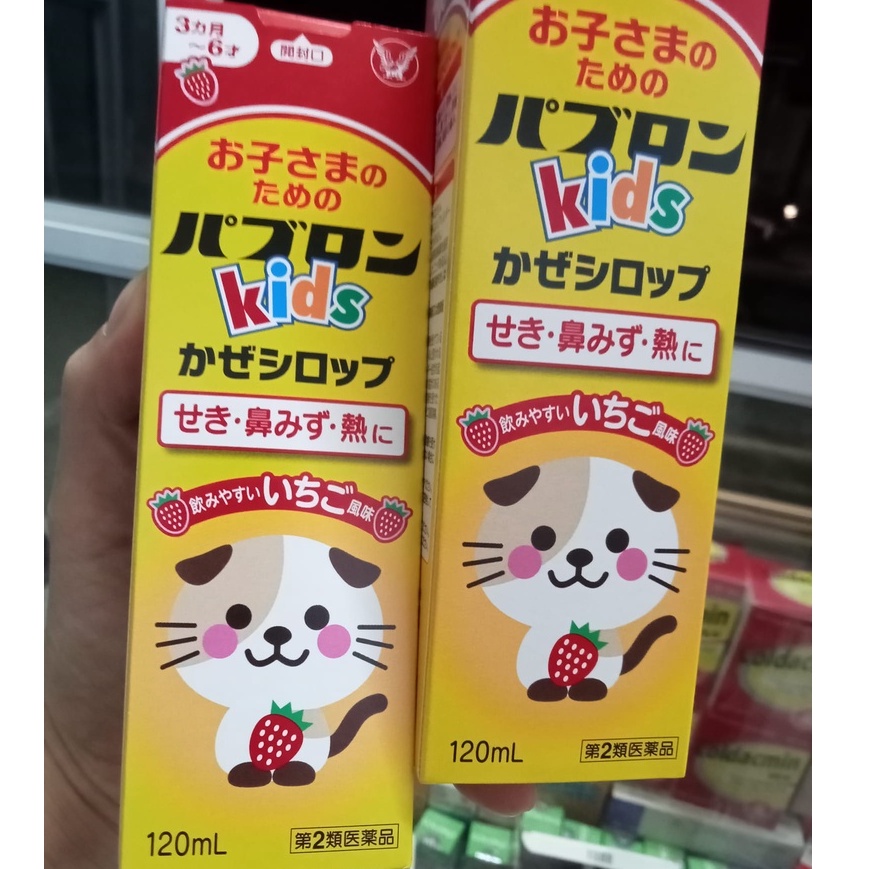 3カ月
～6才
開封口
お子さまの
ための
パブロン
kids
かぜシロップ
せき・鼻みず・熱に
飲みやすいいちご風味
120mL
第2類医薬品
お子さまの
ための
パブロン
kids
かぜシロップ
せき・鼻みず・熱に
飲みやすいいちご風味
120mL
第2類医薬品
coldacmin
coldacmin